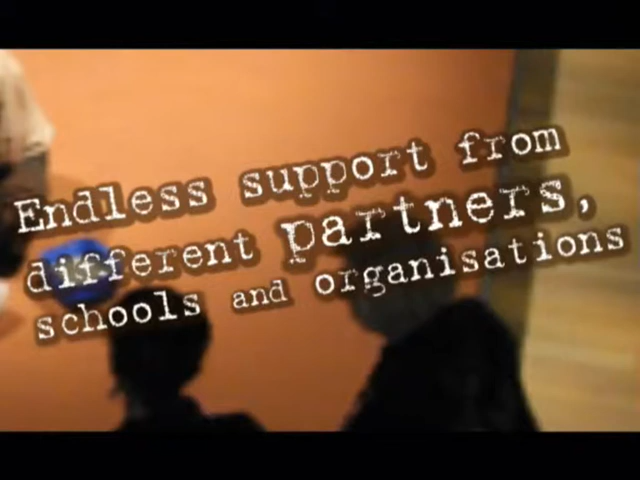 Endless support from
different partners,
schools and organisations